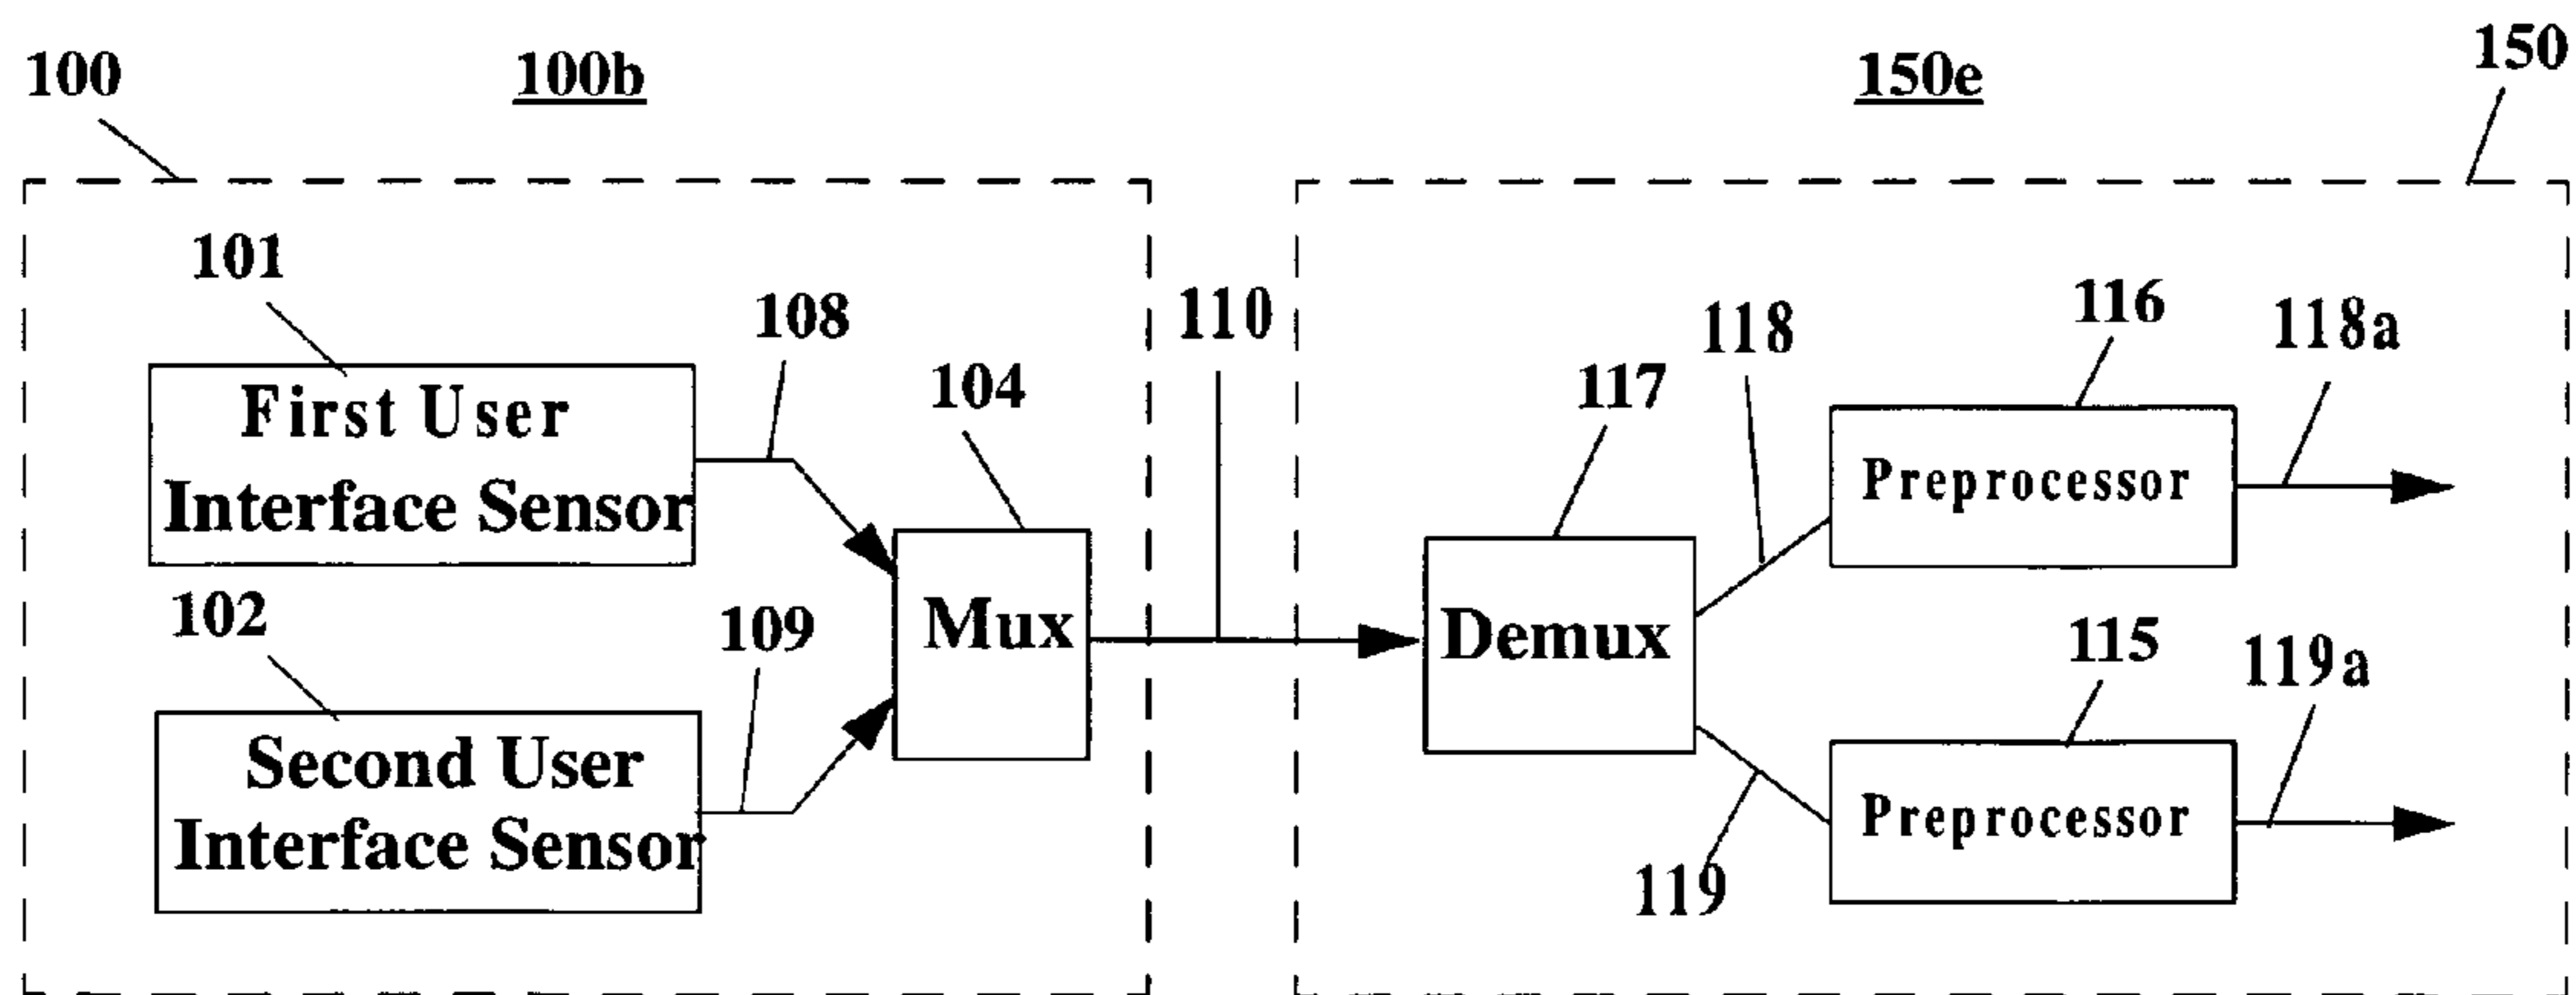 100
100b
150e
150
101
108
110
118
116
118a
First User
Interface Sensor
104
117
Preprocessor
102
109
Mux
Demux
115
119a
Second User
Interface Sensor
Preprocessor
119